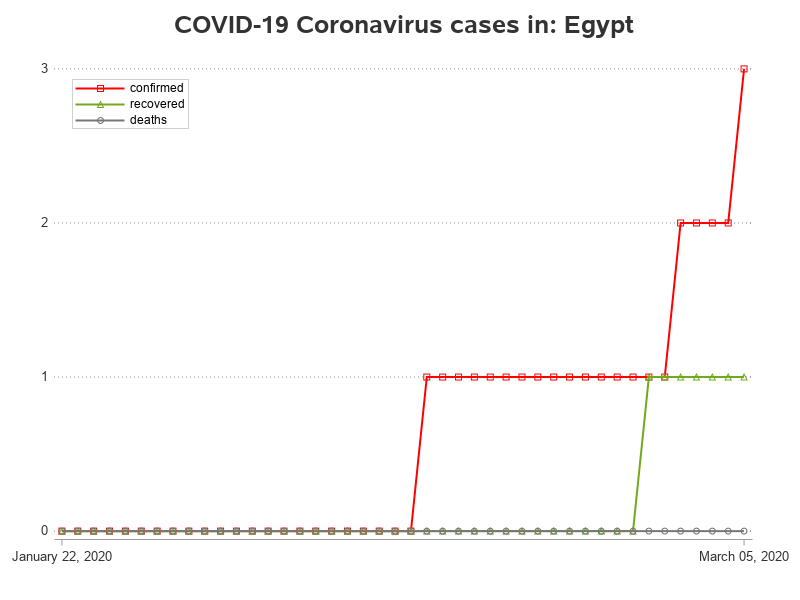 COVID-19 Coronavirus cases in: Egypt
3
confirmed
recovered
deaths
2
1
0
January 22, 2020
March 05, 2020